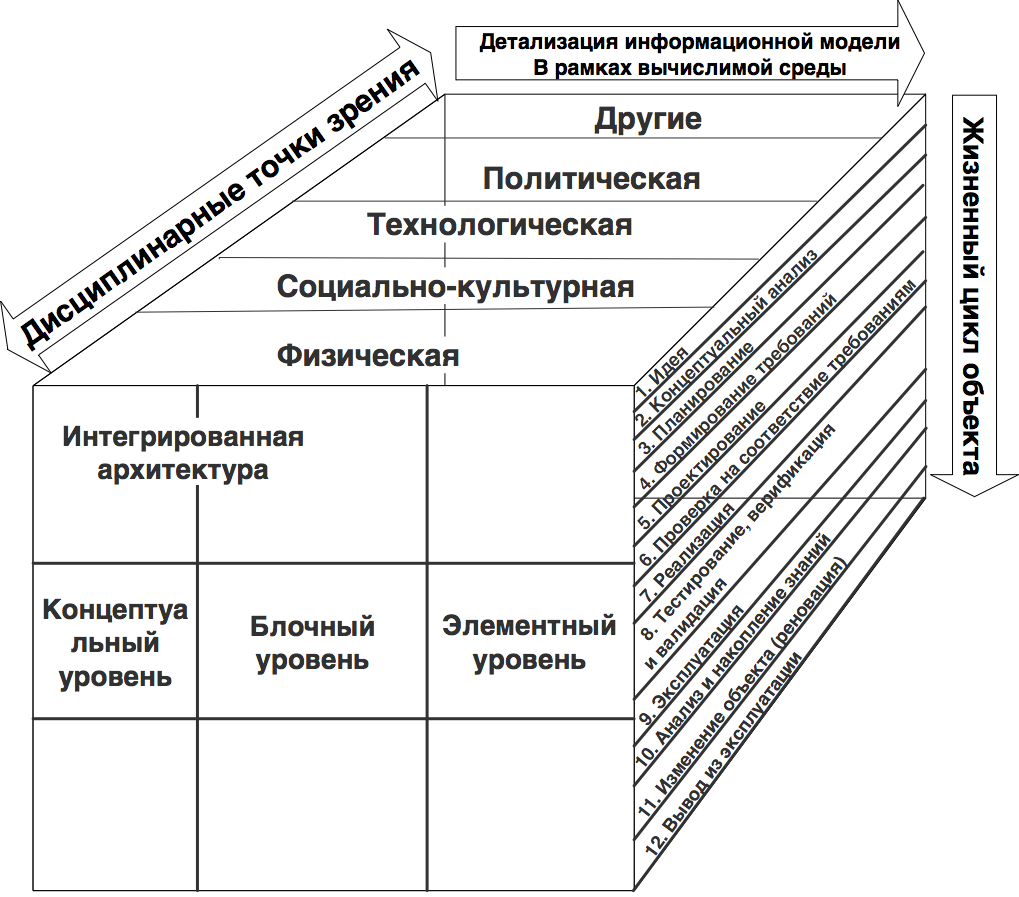 Детализация информационной модели
В рамках вычислимой среды
Дисциплинарные точки зрения
Жизненный цикл объекта
Другие
Политическая
Технологическая
Социально-культурная
Физическая
Интегрированная
архитектура
Концептуа
льный
уровень
Блочный
уровень
Элементный
уровень
1. Идея
2. Концептуальный анализ
3. Планирование
4. Формирование требований
5. Проектирование
6. Проверка на соответствие требованиям
7. Реализация
8. Тестирование, верификация
и валидация
9. Эксплуатация
10. Анализ и накопление знаний
11. Изменение объекта (реновация)
12. Вывод из эксплуатации